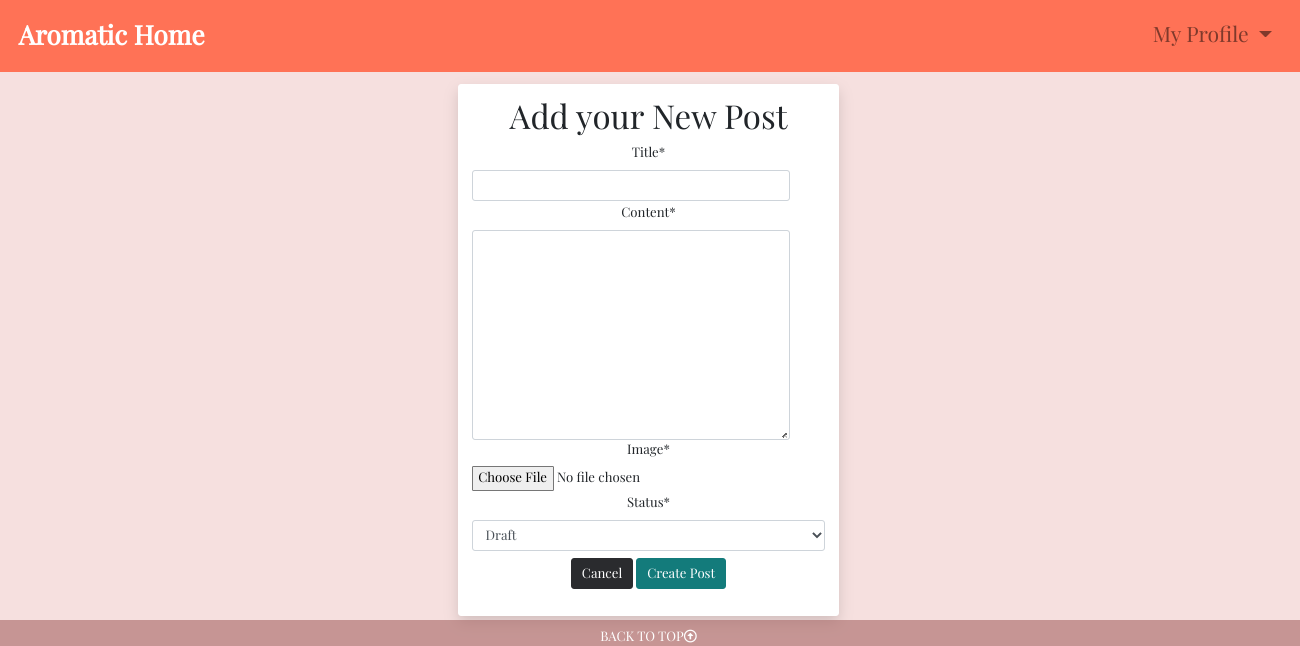 Aromatic Home
My Profile
Add your New Post
Title*
Content*
Image*
Choose File No file chosen
Status*
Draft
Cancel Create Post
BACK TO TOP